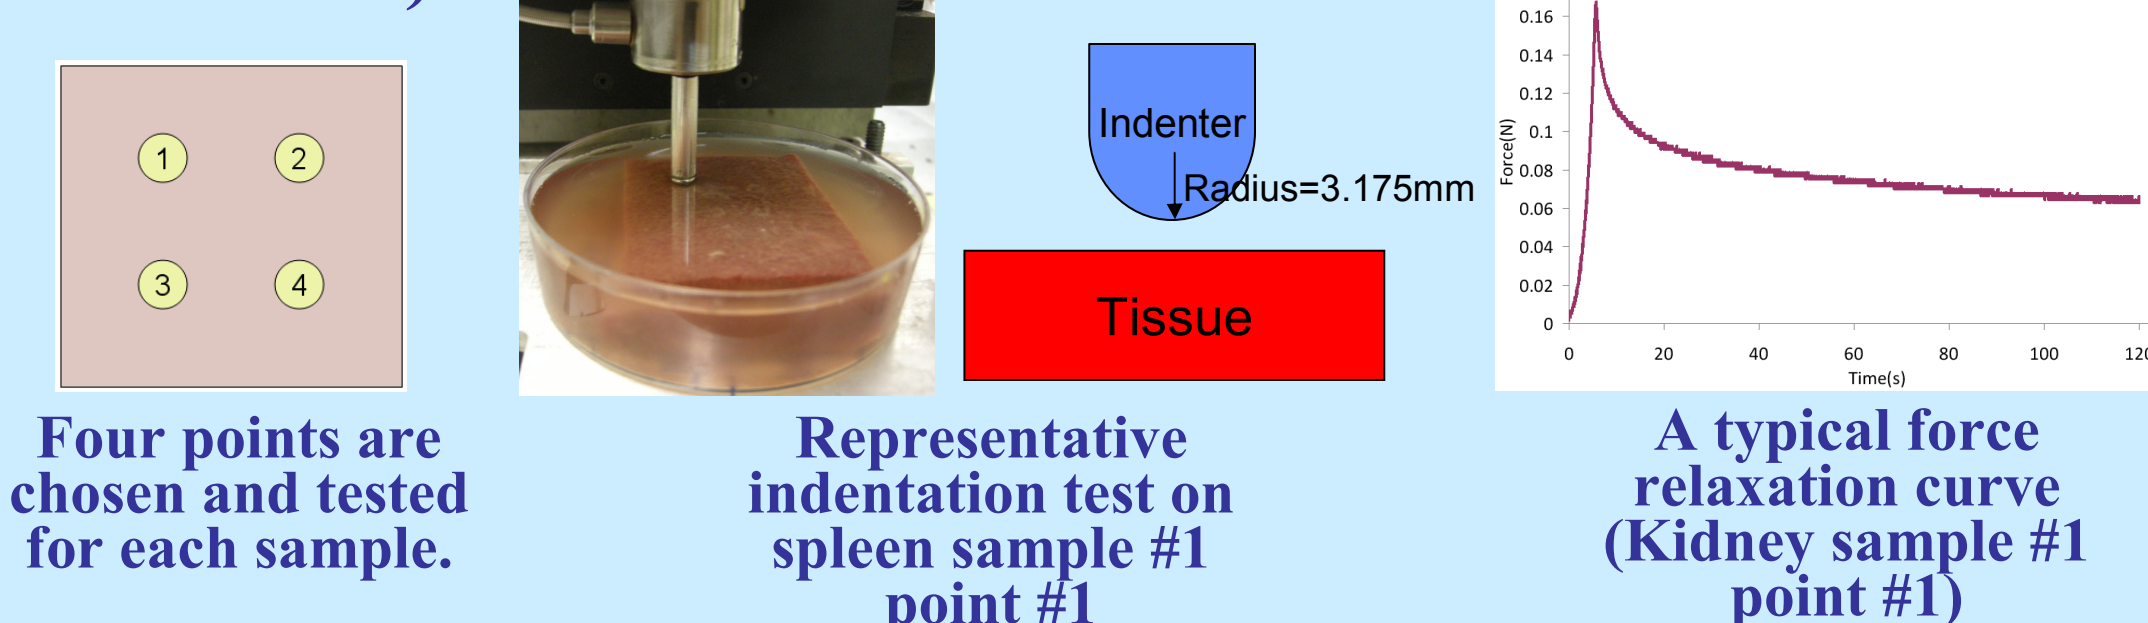 1
2
3
4
Four points are
chosen and tested
for each sample.
Indenter
Radius=3.175mm
Tissue
Representative
indentation test on
spleen sample #1
point #1
Force(N)
0.16
0.14
0.12
0.1
0.08
0.06
0.04
0.02
0
0
20
40
60
80
100
Time(s)
A typical force
relaxation curve
(Kidney sample #1
point #1)